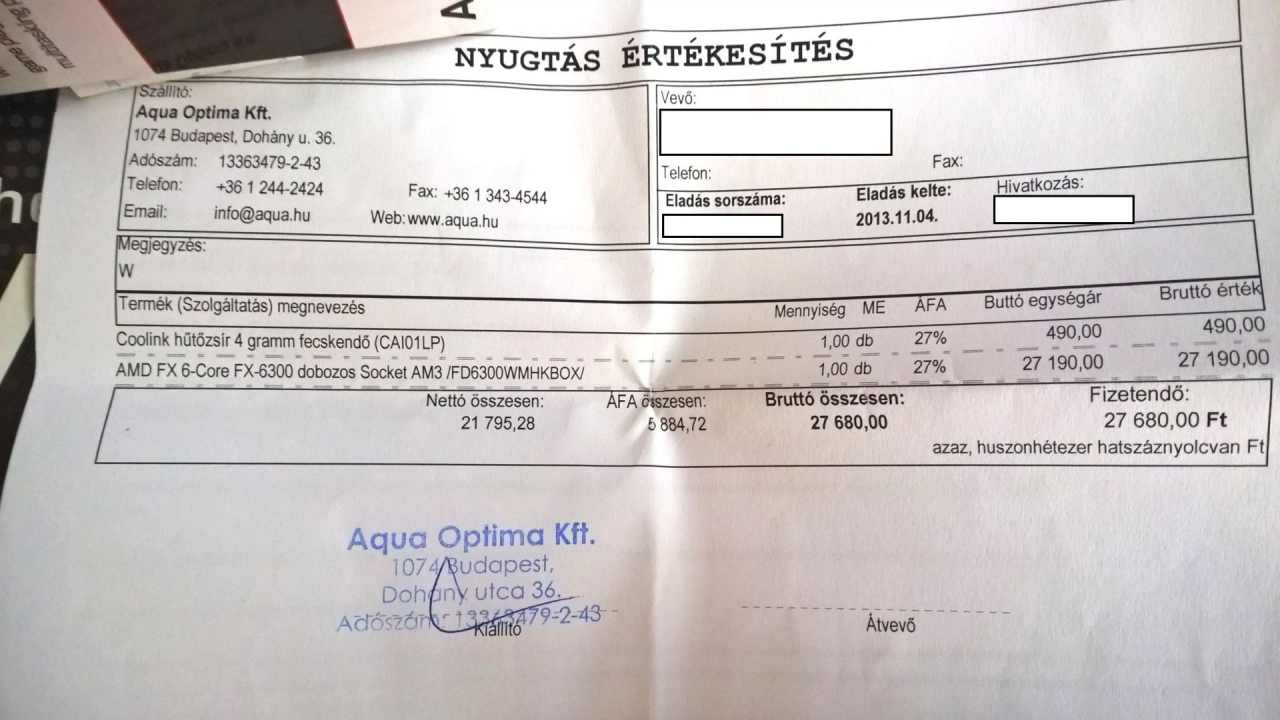 NYUGTÁS ÉRTÉKESÍTÉS
Szállító:
Aqua Optima Kft.
1074 Budapest, Dohány u. 36.
Adószám: 13363479-2-43
Telefon: +36 1 244-2424 Fax: +36 1 343-4544
Email: info@aqua.hu Web: www.aqua.hu
Vevő:
Telefon: Fax:
Eladás sorszáma: Eladás kelte: Hivatkozás:
2013.11.04.
Megjegyzés:
W
Termék (Szolgáltatás) megnevezés Mennyiség ME ÁFA Buttó egységár Bruttó érték
Coolink hűtőzsír 4 gramm fecskendő (CAI01LP) 1,00 db 27% 490,00 490,00
AMD FX 6-Core FX-6300 dobozos Socket AM3 /FD6300WMHKBOX/ 1,00 db 27% 27 190,00 27 190,00
Nettó összesen: ÁFA összesen: Bruttó összesen: Fizetendő:
21 795,28 5 884,72 27 680,00 27 680,00 Ft
azaz, huszonhétezer hatszáznyolcvan Ft
Aqua Optima Kft.
1074 Budapest,
Dohány utca 36.
Adószám: 13363479-2-43
Kiállító Átvevő